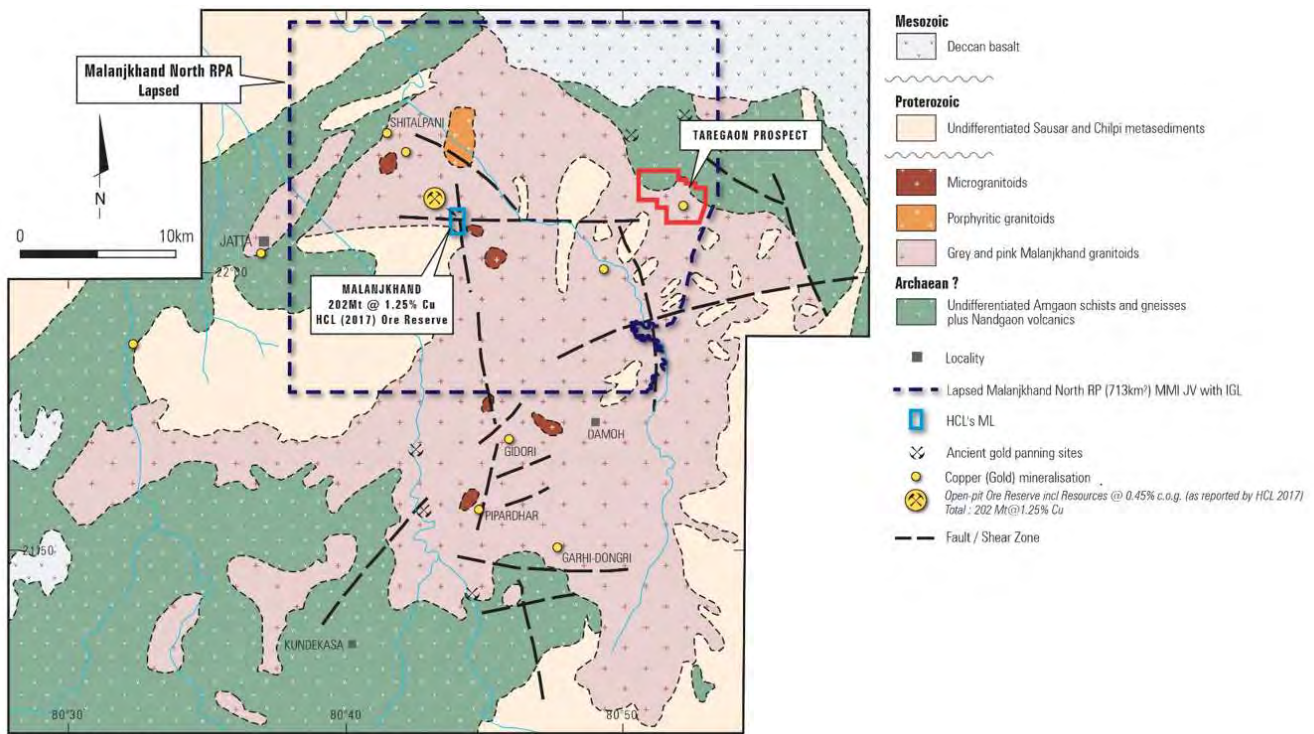 Malanjkhand North RPA
Lapsed
N
0
10km
SHITALPANI
TAREGAON PROSPECT
JATTA
22°00
MALANJKHAND
202Mt @ 1.25% Cu
HCL (2017) Ore Reserve
DAMOH
GIDORI
PIPARDHAR
21°50
GARHI-DONGRI
KUNDEKASA
80°30
80°40
80°50
Mesozoic
Deccan basalt
Proterozoic
Undifferentiated Sausar and Chilpi metasediments
Microgranitoids
Porphyritic granitoids
Grey and pink Malanjkhand granitoids
Archaean ?
Undifferentiated Amgaon schists and gneisses
plus Nandgaon volcanics
Locality
Lapsed Malanjkhand North RP (713km²) MMI JV with IGL
HCL's ML
Ancient gold panning sites
Copper (Gold) mineralisation
Open-pit Ore Reserve incl Resources @ 0.45% c.o.g. (as reported by HCL 2017)
Total : 202 Mt@1.25% Cu
Fault / Shear Zone